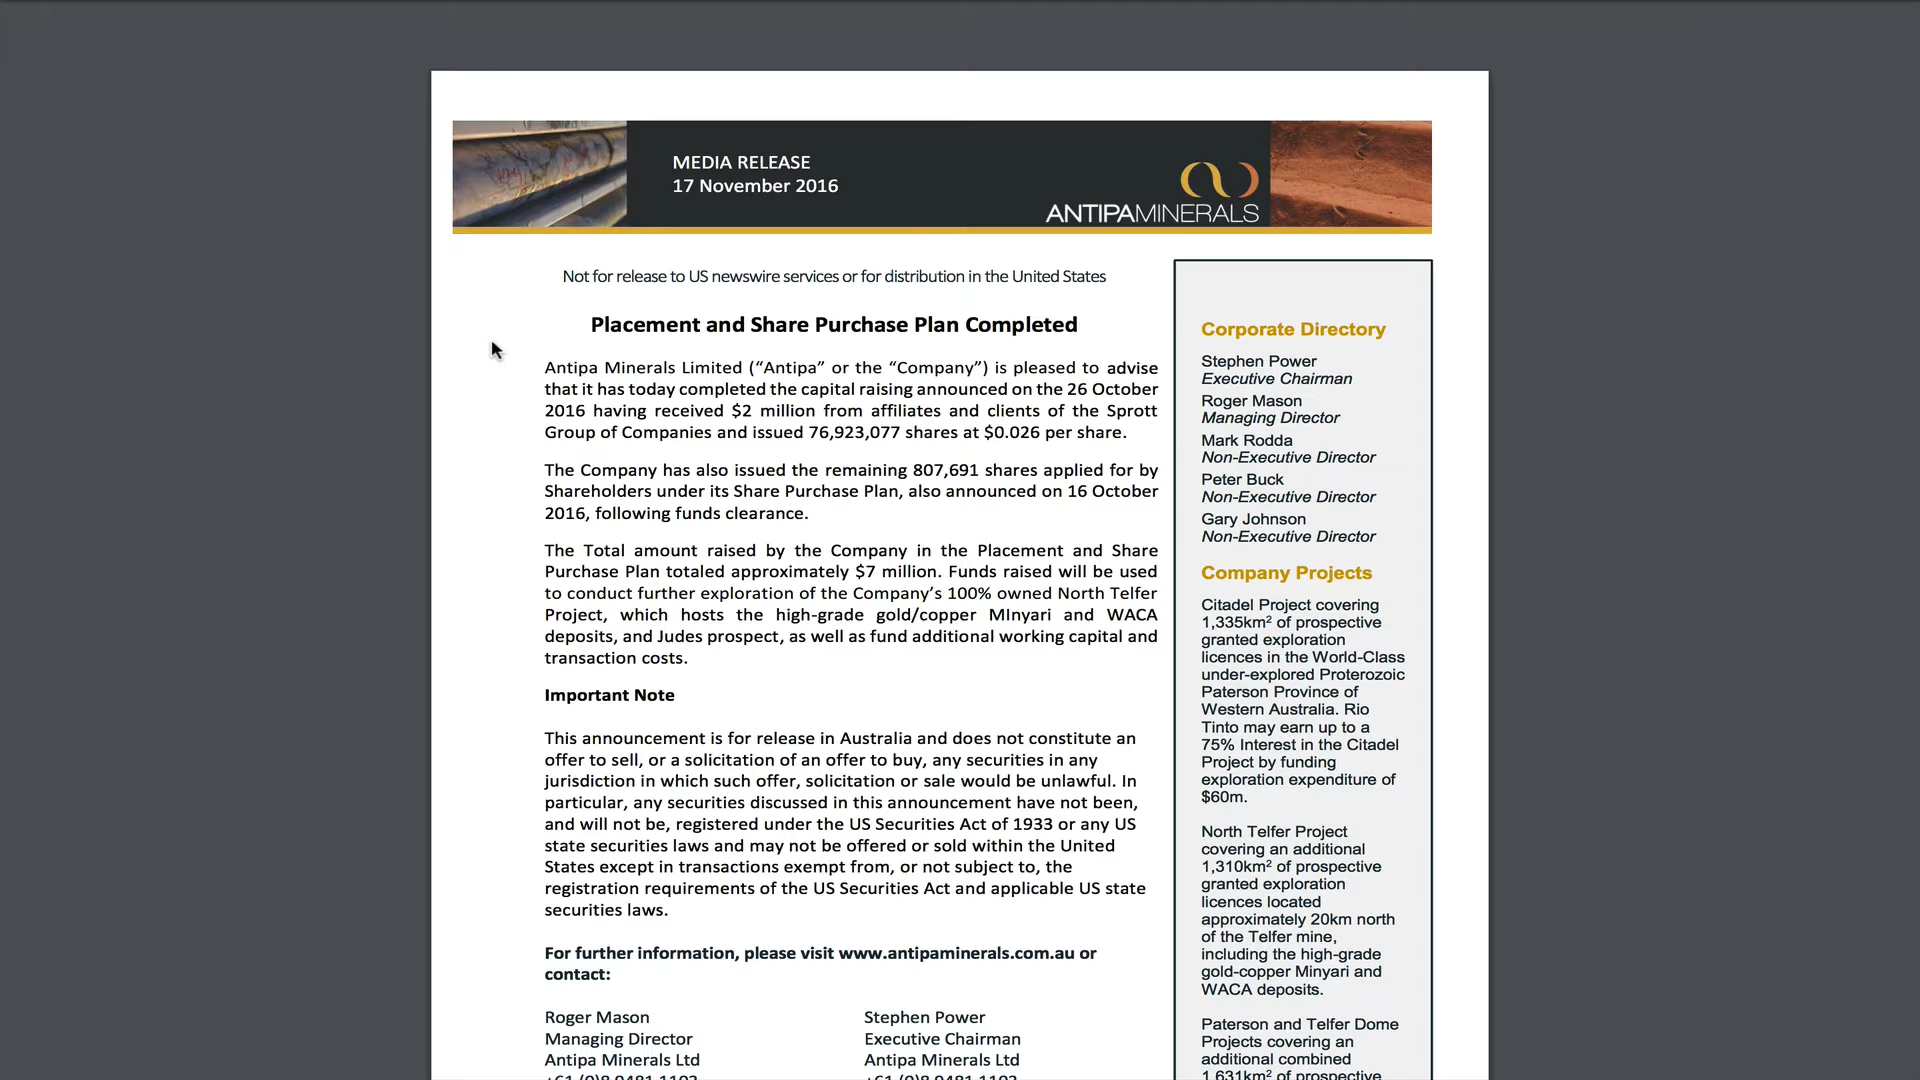 MEDIA RELEASE
17 November 2016
ANTIPAMINERALS
Not for release to US newswire services or for distribution in the United States
Placement and Share Purchase Plan Completed
Antipa Minerals Limited (“Antipa” or the “Company”) is pleased to advise
that it has today completed the capital raising announced on the 26 October
2016 having received $2 million from affiliates and clients of the Sprott
Group of Companies and issued 76,923,077 shares at $0.026 per share.
The Company has also issued the remaining 807,691 shares applied for by
Shareholders under its Share Purchase Plan, also announced on 16 October
2016, following funds clearance.
The Total amount raised by the Company in the Placement and Share
Purchase Plan totaled approximately $7 million. Funds raised will be used
to conduct further exploration of the Company’s 100% owned North Telfer
Project, which hosts the high-grade gold/copper MInyari and WACA
deposits, and Judes prospect, as well as fund additional working capital and
transaction costs.
Important Note
This announcement is for release in Australia and does not constitute an
offer to sell, or a solicitation of an offer to buy, any securities in any
jurisdiction in which such offer, solicitation or sale would be unlawful. In
particular, any securities discussed in this announcement have not been,
and will not be, registered under the US Securities Act of 1933 or any US
state securities laws and may not be offered or sold within the United
States except in transactions exempt from, or not subject to, the
registration requirements of the US Securities Act and applicable US state
securities laws.
For further information, please visit www.antipaminerals.com.au or
contact:
Roger Mason
Managing Director
Antipa Minerals Ltd
+61 (0)8 9481 1103
Stephen Power
Executive Chairman
Antipa Minerals Ltd
+61 (0)8 9481 1103
Corporate Directory
Stephen Power
Executive Chairman
Roger Mason
Managing Director
Mark Rodda
Non-Executive Director
Peter Buck
Non-Executive Director
Gary Johnson
Non-Executive Director
Company Projects
Citadel Project covering
1,335km² of prospective
granted exploration
licences in the World-Class
under-explored Proterozoic
Paterson Province of
Western Australia. Rio
Tinto may earn up to a
75% Interest in the Citadel
Project by funding
exploration expenditure of
$60m.
North Telfer Project
covering an additional
1,310km² of prospective
granted exploration
licences located
approximately 20km north
of the Telfer mine,
including the high-grade
gold-copper Minyari and
WACA deposits.
Paterson and Telfer Dome
Projects covering an
additional combined
1,631km² of prospective